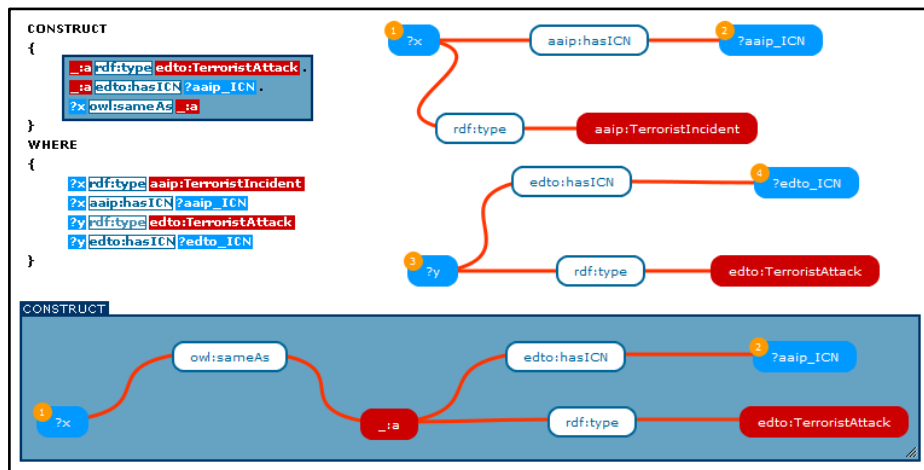 CONSTRUCT
{
_:a rdf:type edto:TerroristAttack .
_:a edto:hasICN ?aaip_ICN .
?x owl:sameAs _:a
}
WHERE
{
?x rdf:type aaip:TerroristIncident
?x aaip:hasICN ?aaip_ICN
?y rdf:type edto:TerroristAttack
?y edto:hasICN ?edto_ICN
}
1 ?x aaip:hasICN 2 ?aaip_ICN
rdf:type aaip:TerroristIncident
edto:hasICN 4 ?edto_ICN
3 ?y rdf:type edto:TerroristAttack
CONSTRUCT
owl:sameAs edto:hasICN 2 ?aaip_ICN
1 ?x _:a rdf:type edto:TerroristAttack